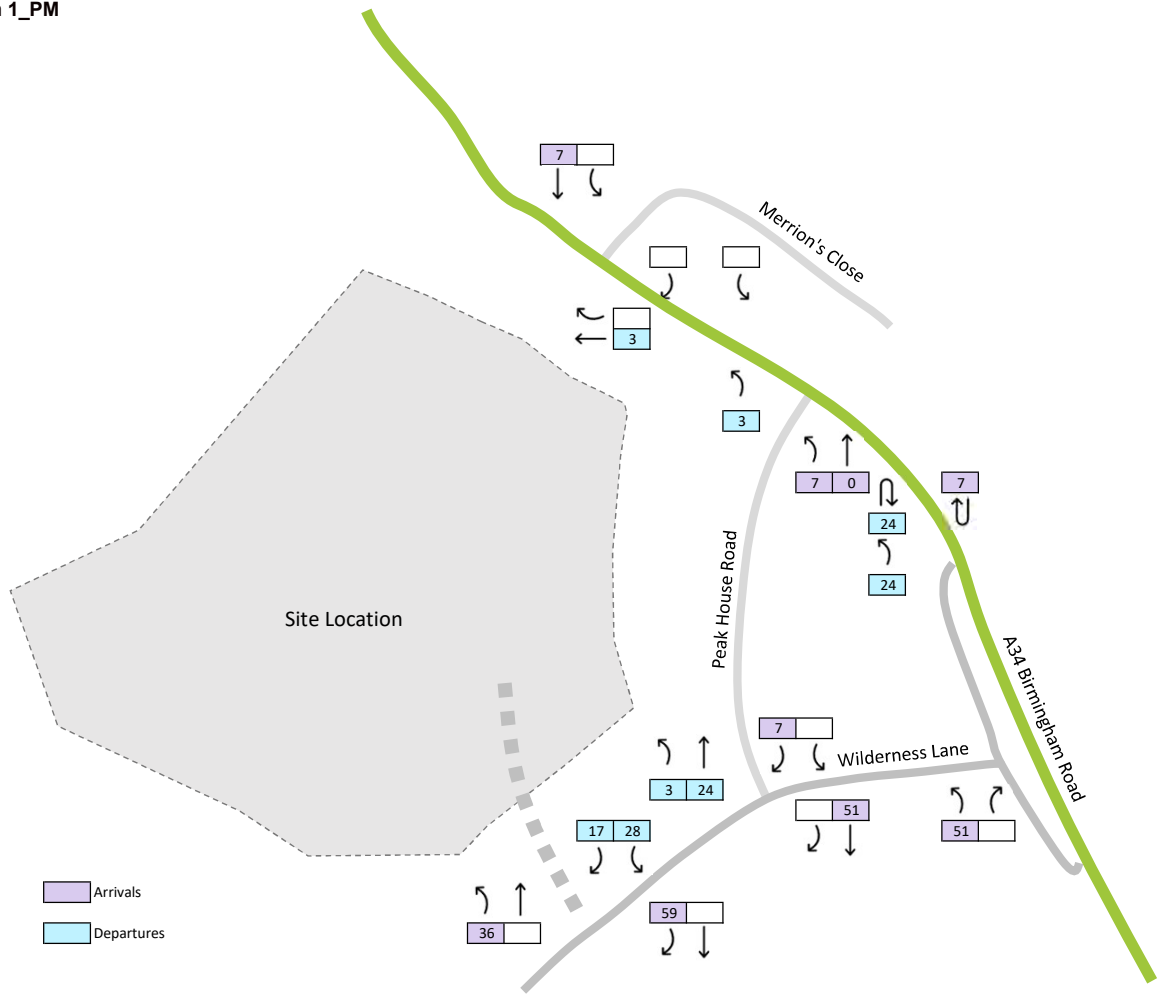 1_PM
7
Merrion's Close
3
3
7 0
7
24
24
Peak House Road
Site Location
A34 Birmingham Road
7
Wilderness Lane
3 24
51
17 28
51
Arrivals
59
Departures
36